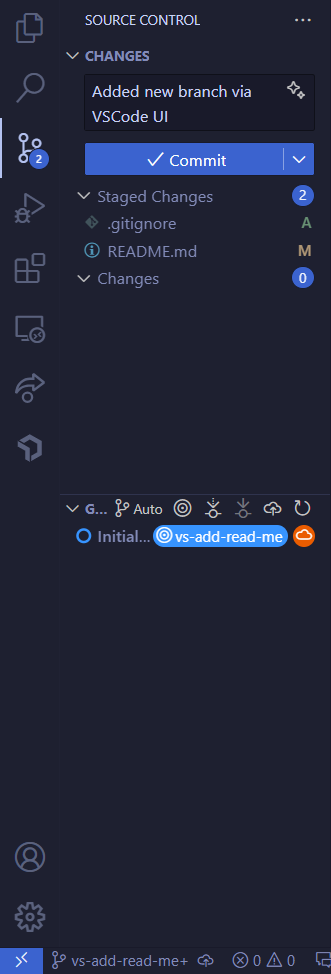 SOURCE CONTROL
CHANGES
Added new branch via
VSCode UI
Commit
Staged Changes 2
.gitignore A
README.md M
Changes 0
2
G... Auto
Initial... vs-add-read-me
vs-add-read-me+ 0 0